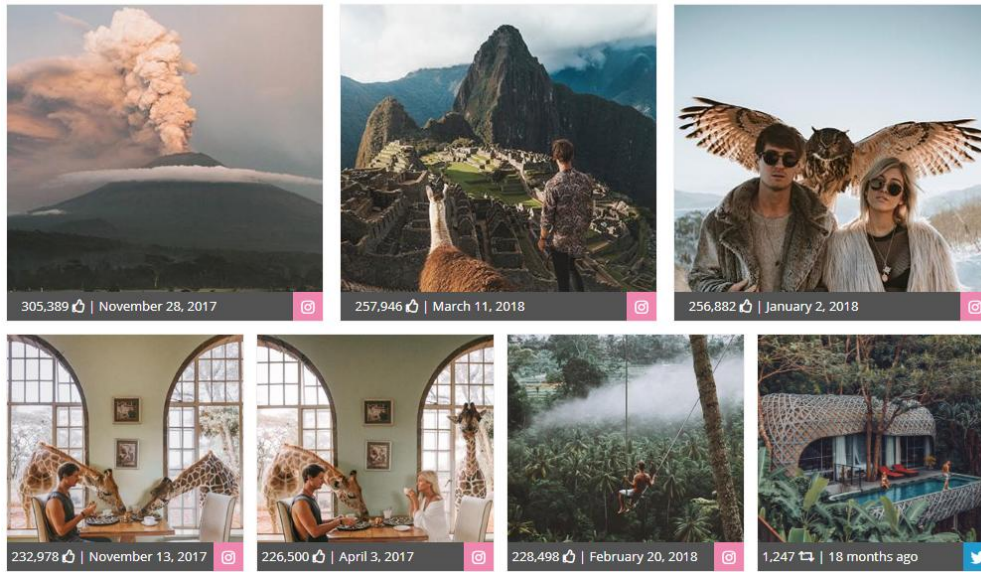 305,389 | November 28, 2017
257,946 | March 11, 2018
256,882 | January 2, 2018
232,978 | November 13, 2017
226,500 | April 3, 2017
228,498 | February 20, 2018
1,247 | 18 months ago